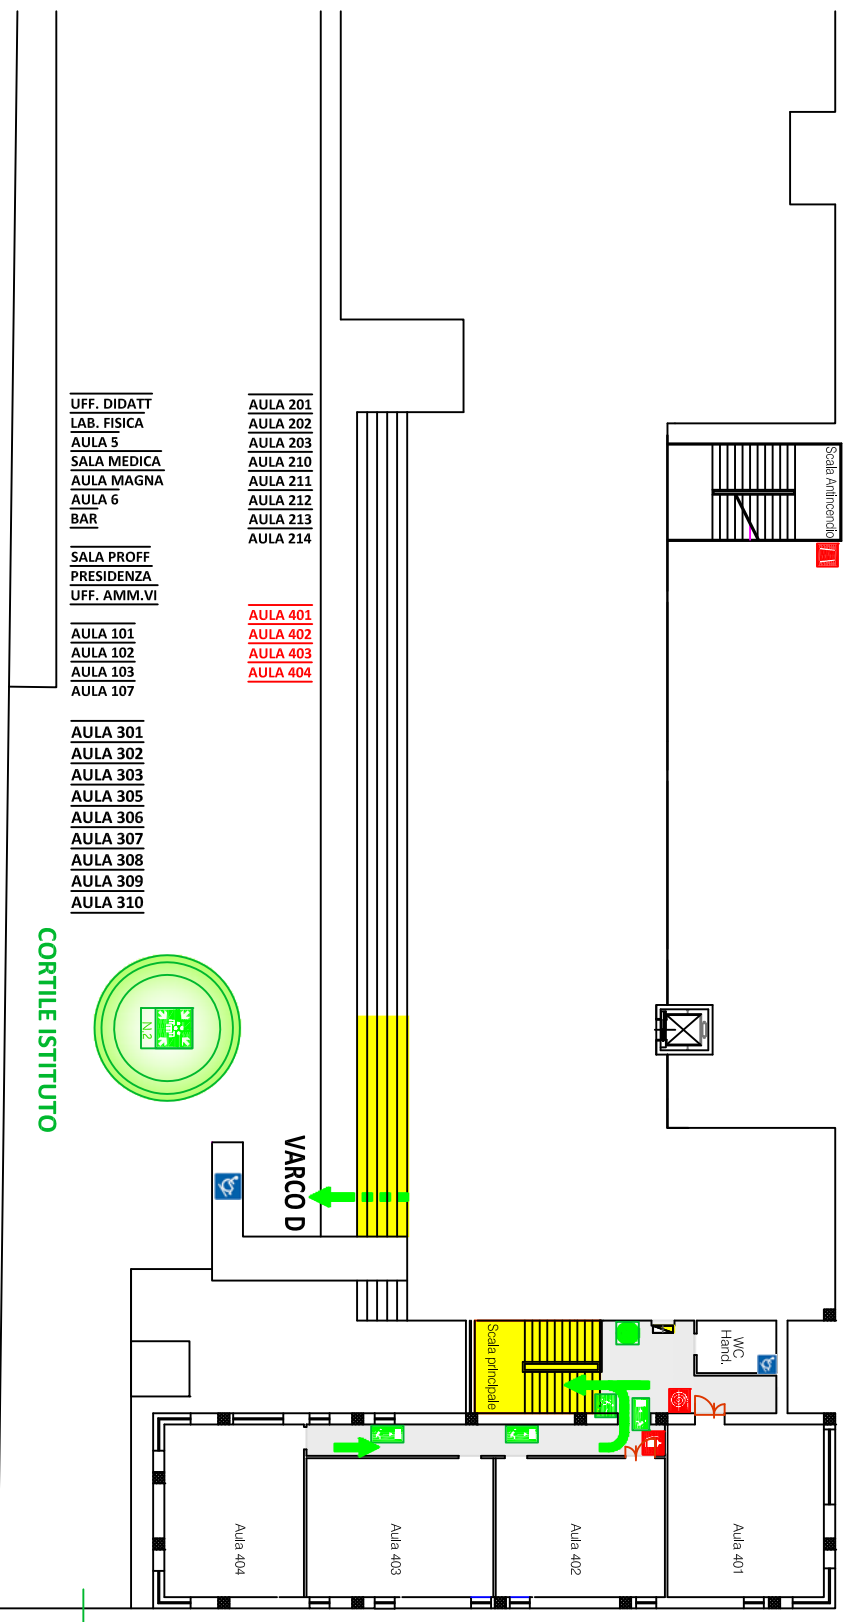 UFF. DIDATT
LAB. FISICA
AULA 5
SALA MEDICA
AULA MAGNA
AULA 6
BAR
SALA PROFF
PRESIDENZA
UFF. AMM.VI
AULA 101
AULA 102
AULA 103
AULA 107
AULA 301
AULA 302
AULA 303
AULA 305
AULA 306
AULA 307
AULA 308
AULA 309
AULA 310
AULA 201
AULA 202
AULA 203
AULA 210
AULA 211
AULA 212
AULA 213
AULA 214
AULA 401
AULA 402
AULA 403
AULA 404
Scala Antincendio
CORTILE ISTITUTO
N.2
VARCO D
Scala principale
WC
Hand.
Aula 404
Aula 403
Aula 402
Aula 401